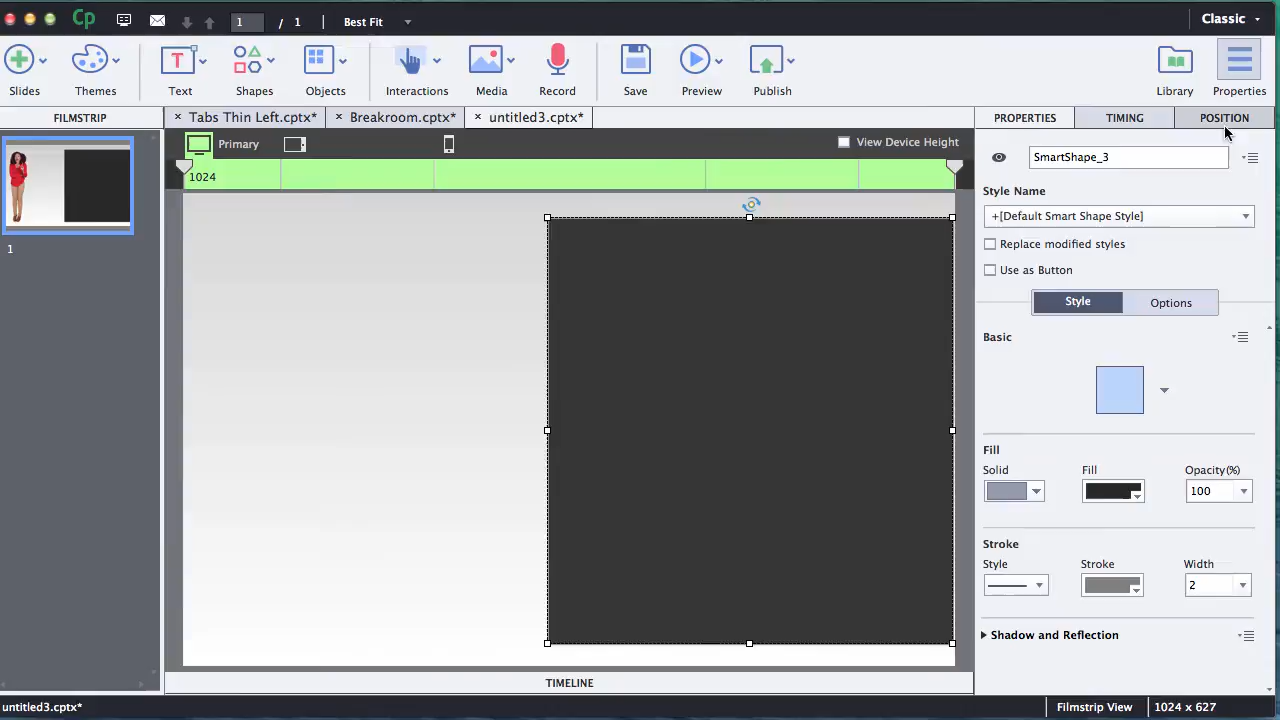 Cp
1 / 1
Best Fit
Classic
Slides
Themes
Text
Shapes
Objects
Interactions
Media
Record
Save
Preview
Publish
Library
Properties
FILMSTRIP
× Tabs Thin Left.cptx*
× Breakroom.cptx*
× untitled3.cptx*
PROPERTIES
TIMING
POSITION
Primary
View Device Height
1024
SmartShape_3
Style Name
+[Default Smart Shape Style]
Replace modified styles
Use as Button
Style
Options
Basic
Fill
Solid
Fill
Opacity(%)
100
Stroke
Style
Stroke
Width
2
Shadow and Reflection
1
TIMELINE
untitled3.cptx*
Filmstrip View
1024 x 627